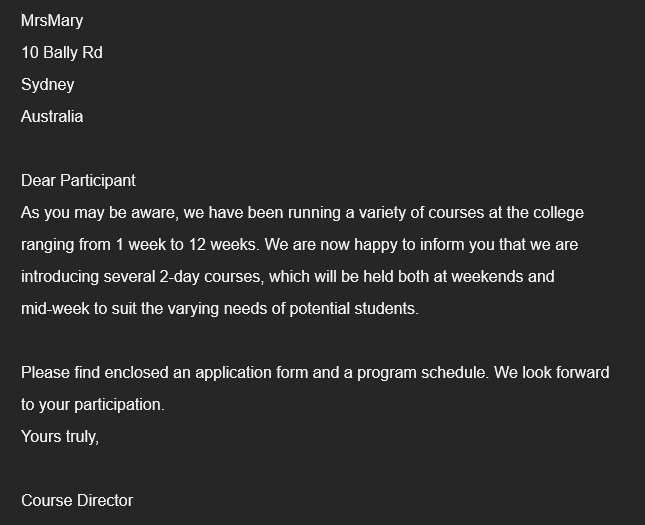 MrsMary
10 Bally Rd
Sydney
Australia
Dear Participant
As you may be aware, we have been running a variety of courses at the college
ranging from 1 week to 12 weeks. We are now happy to inform you that we are
introducing several 2-day courses, which will be held both at weekends and
mid-week to suit the varying needs of potential students.
Please find enclosed an application form and a program schedule. We look forward
to your participation.
Yours truly,
Course Director